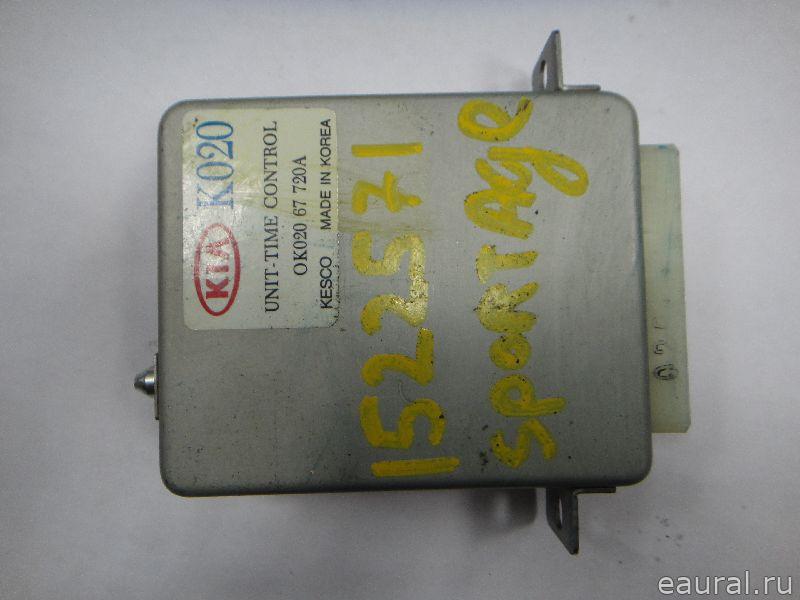 KIA K020
UNIT-TIME CONTROL
OK020 67 720A
KESCO MADE IN KOREA
1522571
SPORTAGE
eaural.ru